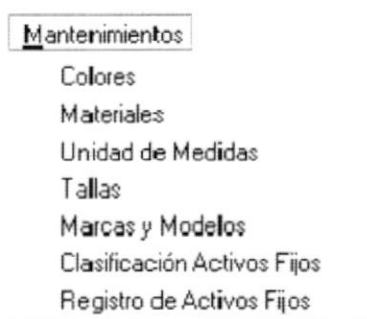 Mantenimientos
Colores
Materiales
Unidad de Medidas
Tallas
Marcas y Modelos
Clasificación Activos Fijos
Registro de Activos Fijos